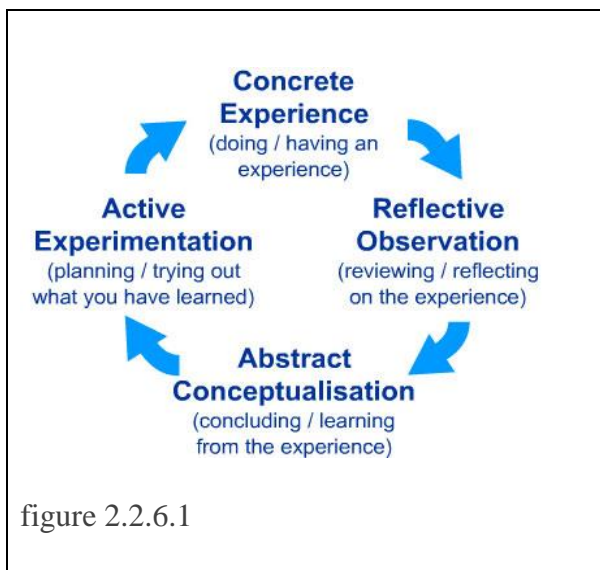 Concrete
Experience
(doing / having an
experience)
Reflective
Observation
(reviewing / reflecting
on the experience)
Abstract
Conceptualisation
(concluding / learning
from the experience)
Active
Experimentation
(planning / trying out
what you have learned)
figure 2.2.6.1